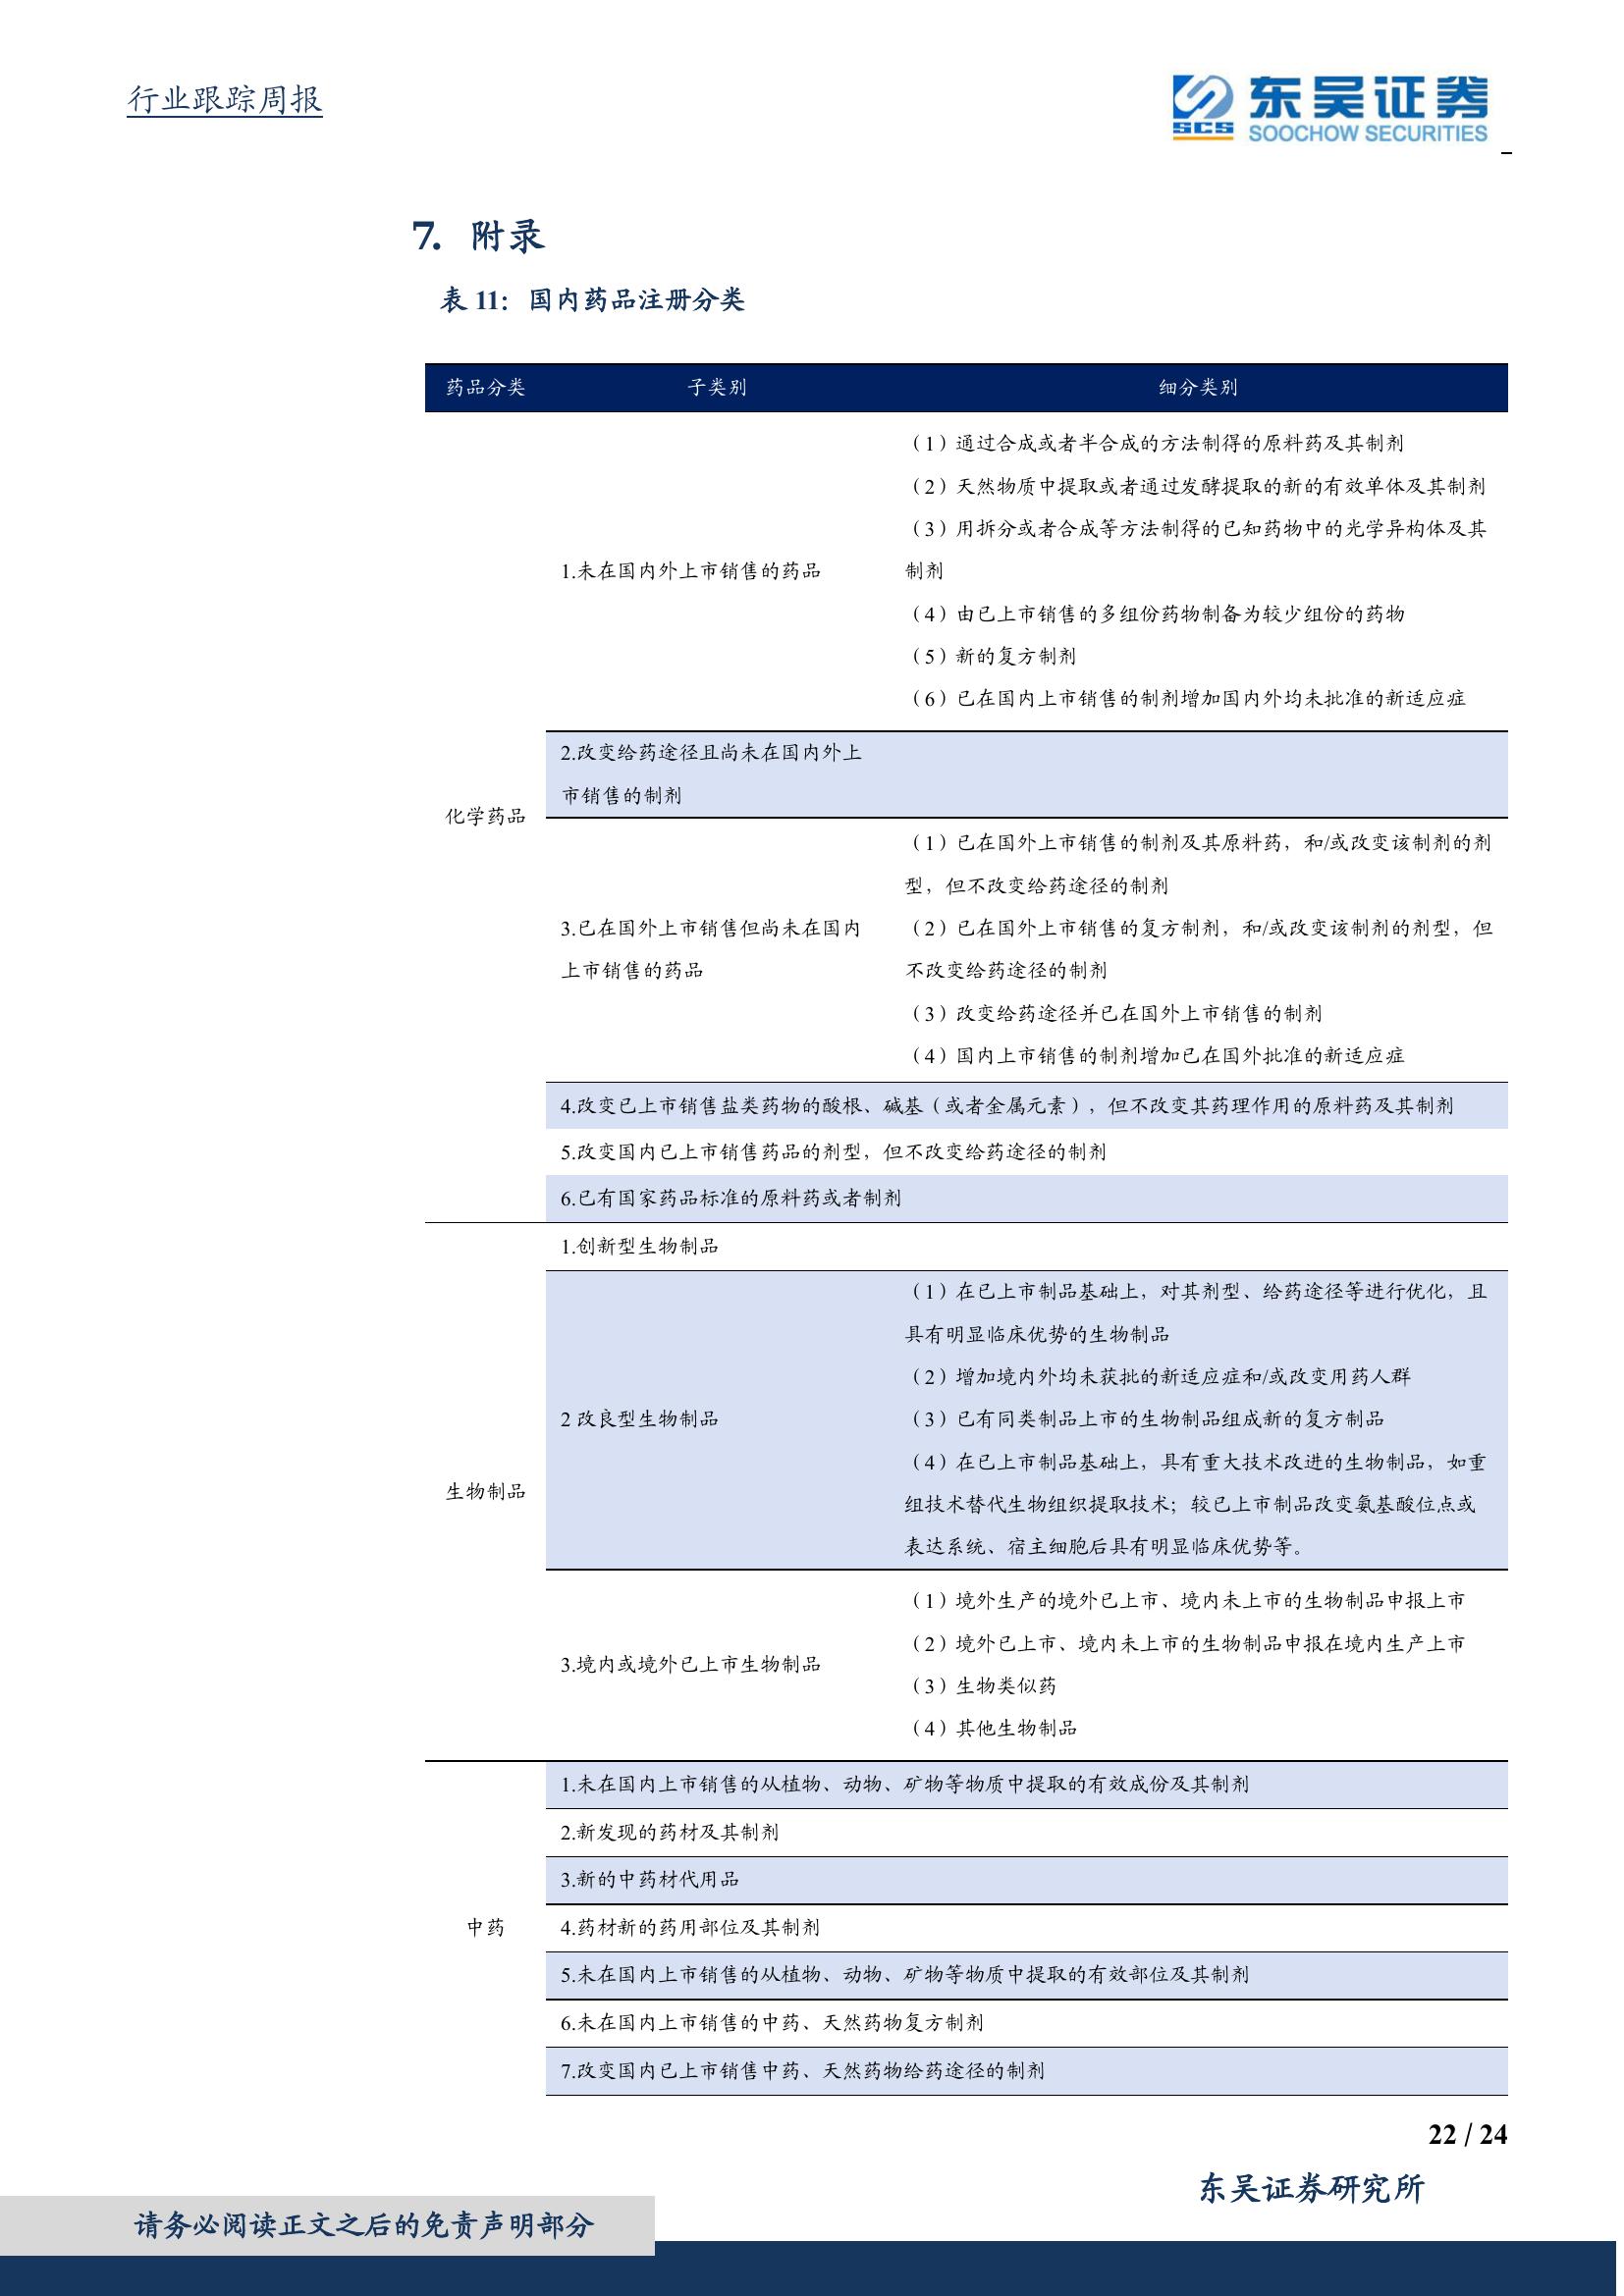 行业跟踪周报
东吴证券
SCS
SOOCHOW SECURITIES
7. 附录
表 11：国内药品注册分类
药品分类 子类别 细分类别
（1）通过合成或者半合成的方法制得的原料药及其制剂
（2）天然物质中提取或者通过发酵提取的新的有效单体及其制剂
（3）用拆分或者合成等方法制得的已知药物中的光学异构体及其
1.未在国内外上市销售的药品
制剂
（4）由已上市销售的多组份药物制备为较少组份的药物
（5）新的复方制剂
（6）已在国内上市销售的制剂增加国内外均未批准的新适应症
2.改变给药途径且尚未在国内外上
市销售的制剂
化学药品
（1）已在国外上市销售的制剂及其原料药，和/或改变该制剂的剂
型，但不改变给药途径的制剂
3.已在国外上市销售但尚未在国内
上市销售的药品
（2）已在国外上市销售的复方制剂，和/或改变该制剂的剂型，但
不改变给药途径的制剂
（3）改变给药途径并已在国外上市销售的制剂
（4）国内上市销售的制剂增加已在国外批准的新适应症
4.改变已上市销售盐类药物的酸根、碱基（或者金属元素），但不改变其药理作用的原料药及其制剂
5.改变国内已上市销售药品的剂型，但不改变给药途径的制剂
6.已有国家药品标准的原料药或者制剂
1.创新型生物制品
（1）在已上市制品基础上，对其剂型、给药途径等进行优化，且
具有明显临床优势的生物制品
（2）增加境内外均未获批的新适应症和/或改变用药人群
2 改良型生物制品
（3）已有同类制品上市的生物制品组成新的复方制品
（4）在已上市制品基础上，具有重大技术改进的生物制品，如重
组技术替代生物组织提取技术；较已上市制品改变氨基酸位点或
表达系统、宿主细胞后具有明显临床优势等。
生物制品
（1）境外生产的境外已上市、境内未上市的生物制品申报上市
（2）境外已上市、境内未上市的生物制品申报在境内生产上市
3.境内或境外已上市生物制品
（3）生物类似药
（4）其他生物制品
1.未在国内上市销售的从植物、动物、矿物等物质中提取的有效成份及其制剂
2.新发现的药材及其制剂
3.新的中药材代用品
中药
4.药材新的药用部位及其制剂
5.未在国内上市销售的从植物、动物、矿物等物质中提取的有效部位及其制剂
6.未在国内上市销售的中药、天然药物复方制剂
7.改变国内已上市销售中药、天然药物给药途径的制剂
22 / 24
东吴证券研究所
请务必阅读正文之后的免责声明部分